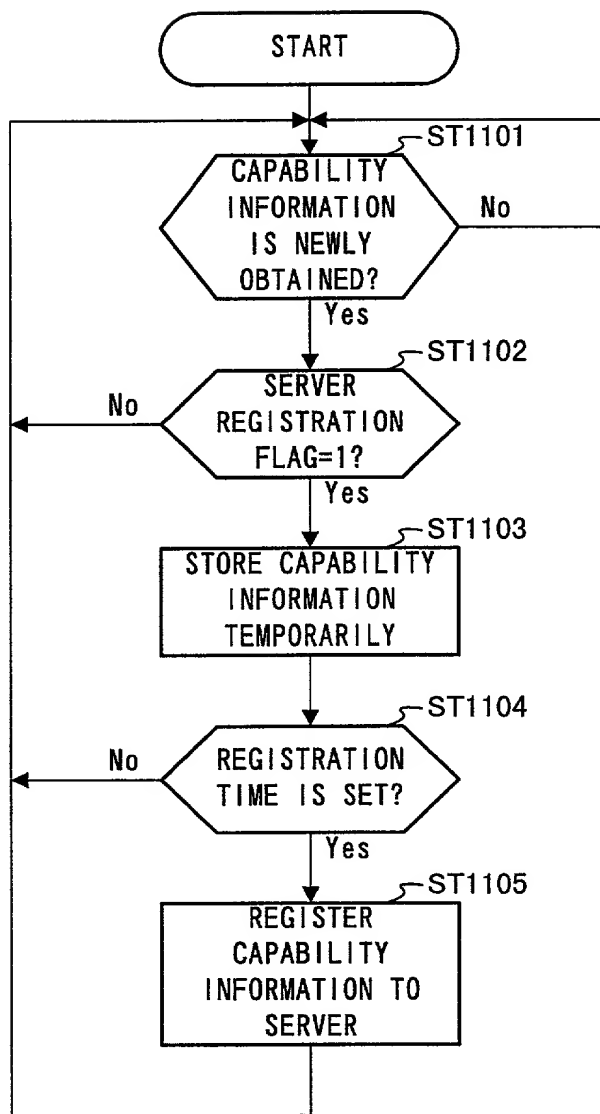 START
ST1101
CAPABILITY
INFORMATION
IS NEWLY
OBTAINED?
No
Yes
ST1102
SERVER
REGISTRATION
FLAG=1?
No
Yes
ST1103
STORE CAPABILITY
INFORMATION
TEMPORARILY
ST1104
REGISTRATION
TIME IS SET?
No
Yes
ST1105
REGISTER
CAPABILITY
INFORMATION TO
SERVER